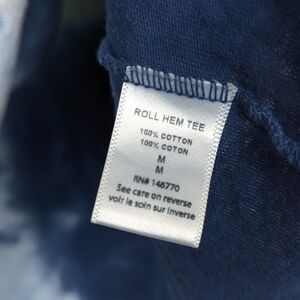 ROLL HEM TEE
100% COTTON
100% COTON
M
M
RN# 146770
See care on reverse
voir le soin sur inverse